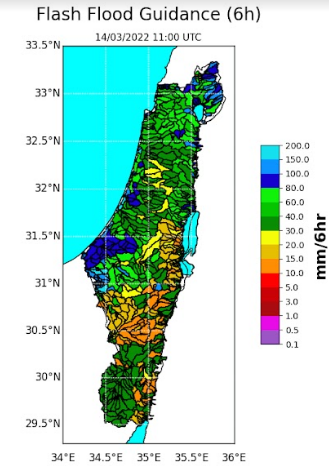 Flash Flood Guidance (6h)
14/03/2022 11:00 UTC
33.5°N
33°N
32.5°N
32°N
31.5°N
31°N
30.5°N
30°N
29.5°N
34°E 34.5°E 35°E 35.5°E 36°E
200.0
150.0
100.0
80.0
60.0
40.0
30.0
20.0
15.0
10.0
5.0
3.0
1.0
0.5
0.1
mm/6hr